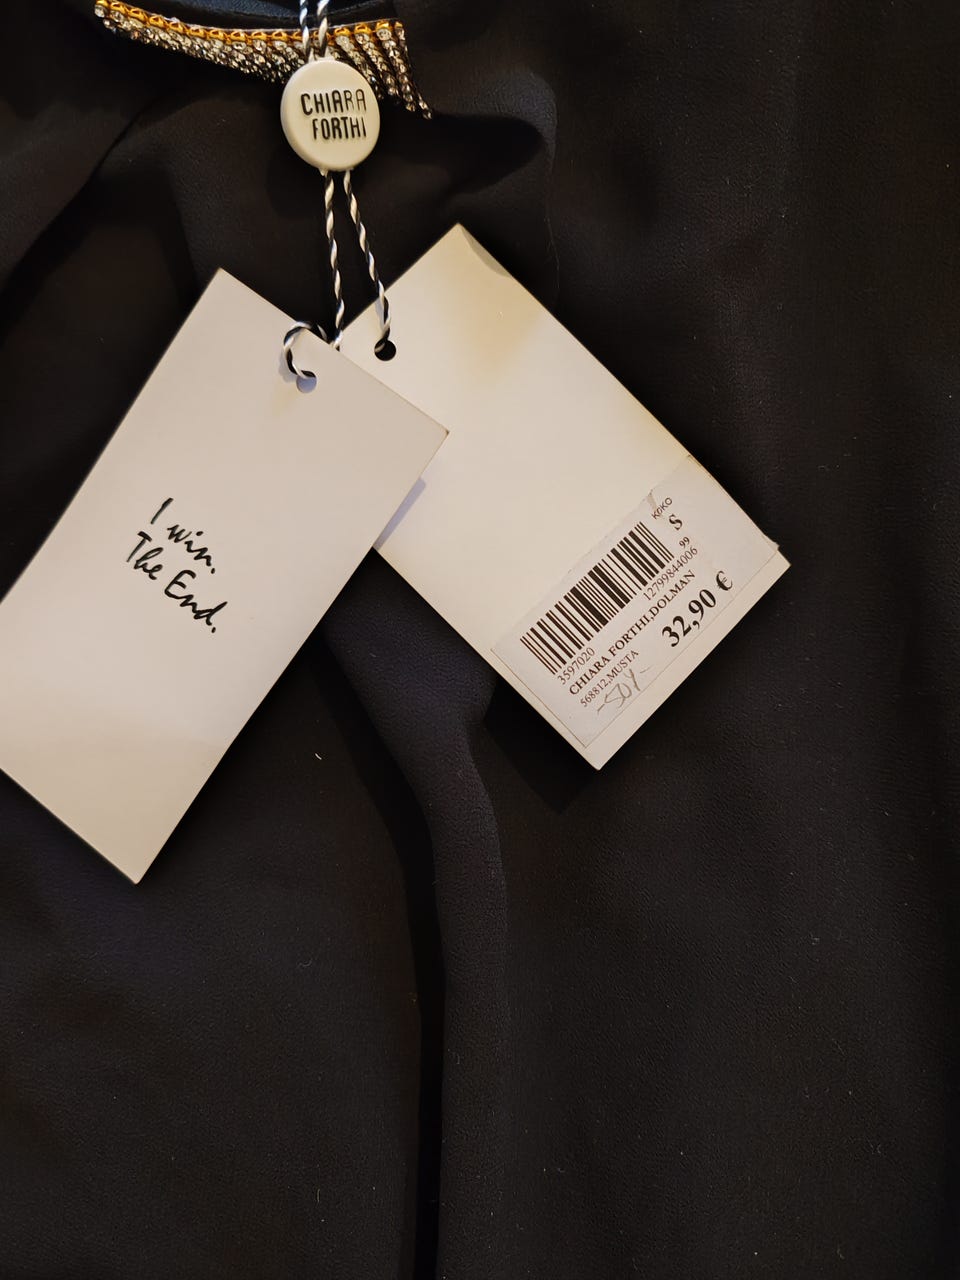 CHIARA
FORTHI
I win.
The End.
KOKO
S
99
3597020
12799844006
CHIARA FORTHI,DOLMAN
568812,MUSTA
32,90 €